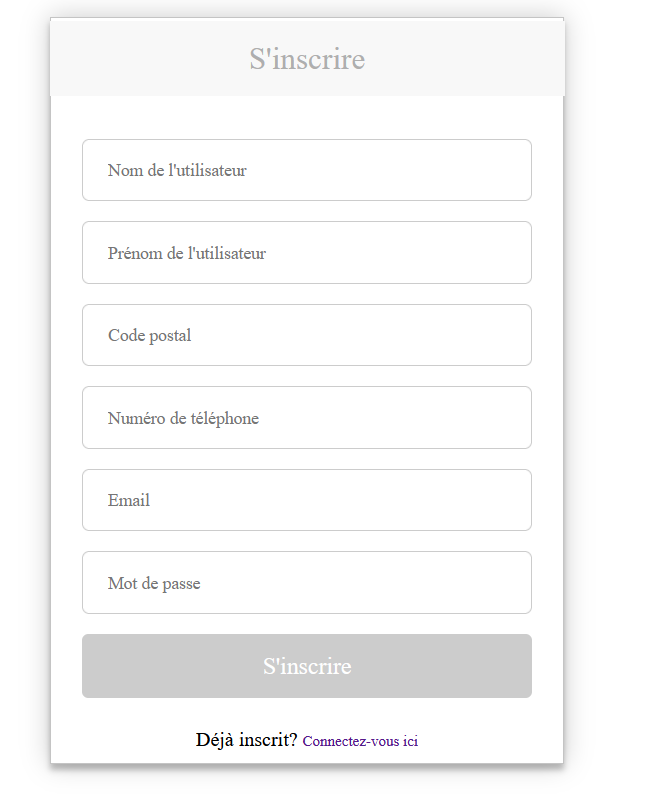 S'inscrire
Nom de l'utilisateur
Prénom de l'utilisateur
Code postal
Numéro de téléphone
Email
Mot de passe
S'inscrire
Déjà inscrit? Connectez-vous ici